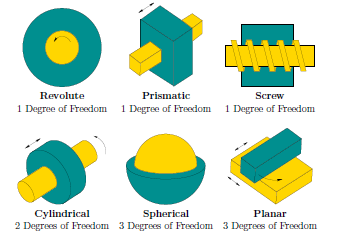 Revolute
1 Degree of Freedom
Prismatic
1 Degree of Freedom
Screw
1 Degree of Freedom
Cylindrical
2 Degrees of Freedom
Spherical
3 Degrees of Freedom
Planar
3 Degrees of Freedom